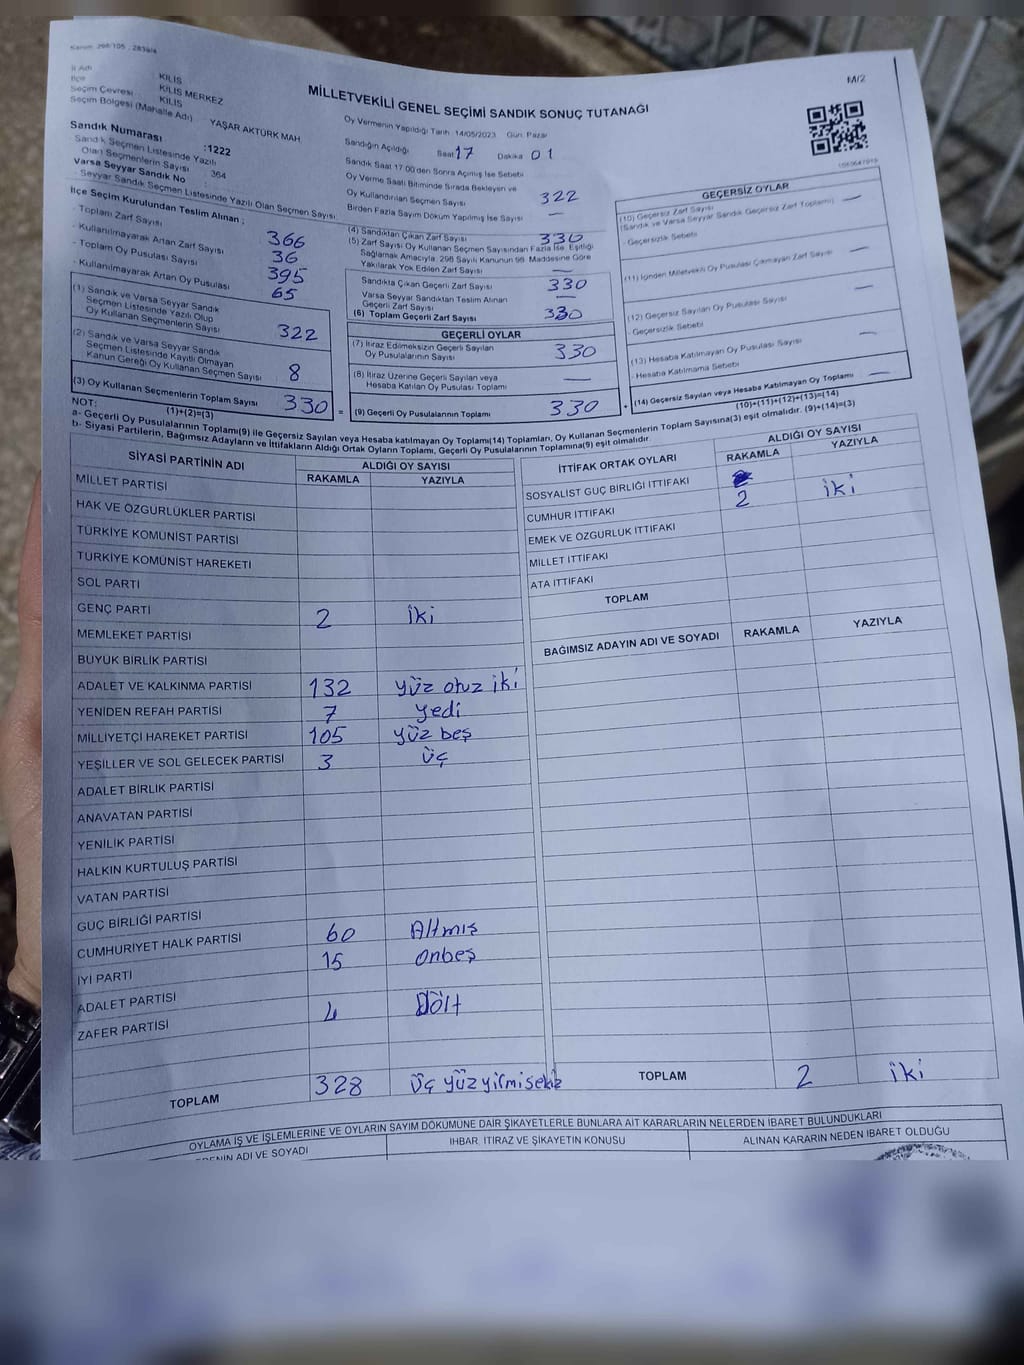 Kanun: 298/105 , 2839/4
M/2
İl Adı KİLİS
İlçe KİLİS MERKEZ
Seçim Çevresi KİLİS
Seçim Bölgesi (Mahalle Adı) YAŞAR AKTÜRK MAH
Sandık Numarası :1222
Sandık Seçmen Listesinde Yazılı
Olan Seçmenlerin Sayısı 364
Varsa Seyyar Sandık No :
- Seyyar Sandık Seçmen Listesinde Yazılı Olan Seçmen Sayısı
MİLLETVEKİLİ GENEL SEÇİMİ SANDIK SONUÇ TUTANAĞI
Oy Vermenin Yapıldığı Tarih: 14/05/2023 Gün: Pazar
Sandığın Açıldığı Saat 17 Dakika 01
Sandık Saat 17.00'den Sonra Açılmış İse Sebebi
Oy Verme Saati Bitiminde Sırada Bekleyen ve
Oy Kullandırılan Seçmen Sayısı 322
Birden Fazla Sayım Döküm Yapılmış İse Sayısı —
İlçe Seçim Kurulundan Teslim Alınan ;
- Toplam Zarf Sayısı 366
- Kullanılmayarak Artan Zarf Sayısı 36
- Toplam Oy Pusulası Sayısı 395
- Kullanılmayarak Artan Oy Pusulası 65
(1) Sandık ve Varsa Seyyar Sandık
Seçmen Listesinde Yazılı Olup
Oy Kullanan Seçmenlerin Sayısı 322
(2) Sandık ve Varsa Seyyar Sandık
Seçmen Listesinde Kayıtlı Olmayan
Kanun Gereği Oy Kullanan Seçmen Sayısı 8
(3) Oy Kullanan Seçmenlerin Toplam Sayısı 330 =
(1)+(2)=(3)
(4) Sandıktan Çıkan Zarf Sayısı 330
(5) Zarf Sayısı Oy Kullanan Seçmen Sayısından Fazla İse, Eşitliği
Sağlamak Amacıyla, 298 Sayılı Kanunun 98. Maddesine Göre
Yakılarak Yok Edilen Zarf Sayısı —
Sandıkta Çıkan Geçerli Zarf Sayısı 330
Varsa Seyyar Sandıktan Teslim Alınan
Geçerli Zarf Sayısı —
(6) Toplam Geçerli Zarf Sayısı 330
GEÇERLİ OYLAR
(7) İtiraz Edilmeksizin Geçerli Sayılan
Oy Pusulalarının Sayısı 330
(8) İtiraz Üzerine Geçerli Sayılan veya
Hesaba Katılan Oy Pusulası Toplamı —
(9) Geçerli Oy Pusulalarının Toplamı 330 +
GEÇERSİZ OYLAR
(10) Geçersiz Zarf Sayısı —
(Sandık ve Varsa Seyyar Sandık Geçersiz Zarf Toplamı)
- Geçersizlik Sebebi
(11) İçinden Milletvekili Oy Pusulası Çıkmayan Zarf Sayısı —
(12) Geçersiz Sayılan Oy Pusulası Sayısı —
- Geçersizlik Sebebi
(13) Hesaba Katılmayan Oy Pusulası Sayısı —
- Hesaba Katılmama Sebebi
(14) Geçersiz Sayılan veya Hesaba Katılmayan Oy Toplamı —
(10)+(11)+(12)+(13)=(14)
NOT:
a- Geçerli Oy Pusulalarının Toplamı(9) ile Geçersiz Sayılan veya Hesaba katılmayan Oy Toplamı(14) Toplamları, Oy Kullanan Seçmenlerin Toplam Sayısına(3) eşit olmalıdır. (9)+(14)=(3)
b- Siyasi Partilerin, Bağımsız Adayların ve İttifakların Aldığı Ortak Oyların Toplamı, Geçerli Oy Pusulalarının Toplamına(9) eşit olmalıdır.
SİYASİ PARTİNİN ADI ALDIĞI OY SAYISI
RAKAMLA YAZIYLA
MİLLET PARTİSİ
HAK VE ÖZGÜRLÜKLER PARTİSİ
TÜRKİYE KOMÜNİST PARTİSİ
TÜRKİYE KOMÜNİST HAREKETİ
SOL PARTİ
GENÇ PARTİ 2 iki
MEMLEKET PARTİSİ
BÜYÜK BİRLİK PARTİSİ
ADALET VE KALKINMA PARTİSİ 132 yüz otuz iki
YENİDEN REFAH PARTİSİ 7 yedi
MİLLİYETÇİ HAREKET PARTİSİ 105 yüz beş
YEŞİLLER VE SOL GELECEK PARTİSİ 3 üç
ADALET BİRLİK PARTİSİ
ANAVATAN PARTİSİ
YENİLİK PARTİSİ
HALKIN KURTULUŞ PARTİSİ
VATAN PARTİSİ
GÜÇ BİRLİĞİ PARTİSİ
CUMHURİYET HALK PARTİSİ 60 Altmış
İYİ PARTİ 15 onbeş
ADALET PARTİSİ
ZAFER PARTİSİ 4 Dört
TOPLAM 328 üç yüz yirmi sekiz
İTTİFAK ORTAK OYLARI ALDIĞI OY SAYISI
RAKAMLA YAZIYLA
SOSYALİST GÜÇ BİRLİĞİ İTTİFAKI
CUMHUR İTTİFAKI 2 iki
EMEK VE ÖZGÜRLÜK İTTİFAKI
MİLLET İTTİFAKI
ATA İTTİFAKI
TOPLAM
BAĞIMSIZ ADAYIN ADI VE SOYADI RAKAMLA YAZIYLA
TOPLAM 2 iki
OYLAMA İŞ VE İŞLEMLERİNE VE OYLARIN SAYIM DÖKÜMÜNE DAİR ŞİKAYETLERLE BUNLARA AİT KARARLARIN NELERDEN İBARET BULUNDUKLARI
ADI VE SOYADI İHBAR, İTİRAZ VE ŞİKAYETİN KONUSU ALINAN KARARIN NEDEN İBARET OLDUĞU